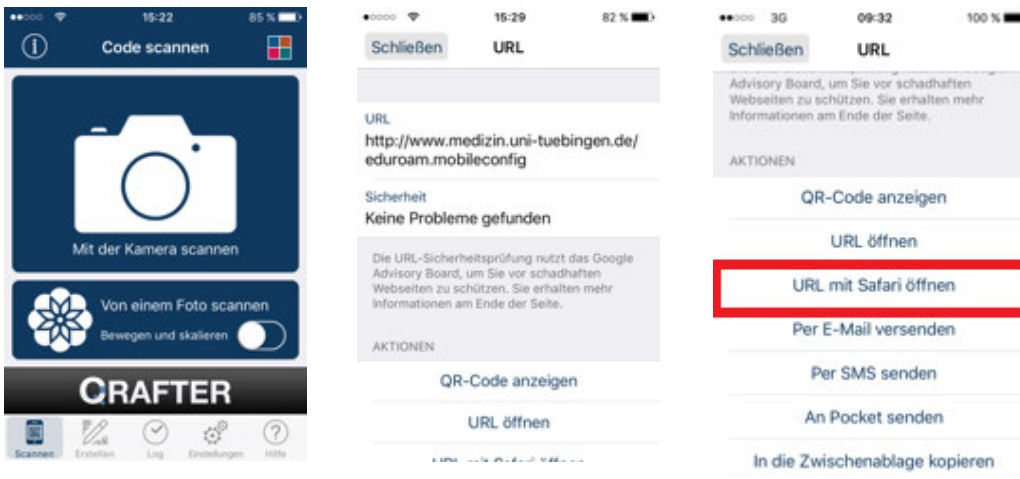 15:22
85 %
Code scannen
Mit der Kamera scannen
Von einem Foto scannen
Bewegen und skalieren
QRAFTER
Scannen
Erstellen
Log
Einstellungen
Hilfe
15:29
82 %
Schließen
URL
URL
http://www.medizin.uni-tuebingen.de/
eduroam.mobileconfig
Sicherheit
Keine Probleme gefunden
Die URL-Sicherheitsprüfung nutzt das Google
Advisory Board, um Sie vor schadhaften
Webseiten zu schützen. Sie erhalten mehr
Informationen am Ende der Seite.
AKTIONEN
QR-Code anzeigen
URL öffnen
3G
09:32
100 %
Schließen
URL
Advisory Board, um Sie vor schadhaften
Webseiten zu schützen. Sie erhalten mehr
Informationen am Ende der Seite.
AKTIONEN
QR-Code anzeigen
URL öffnen
URL mit Safari öffnen
Per E-Mail versenden
Per SMS senden
An Pocket senden
In die Zwischenablage kopieren